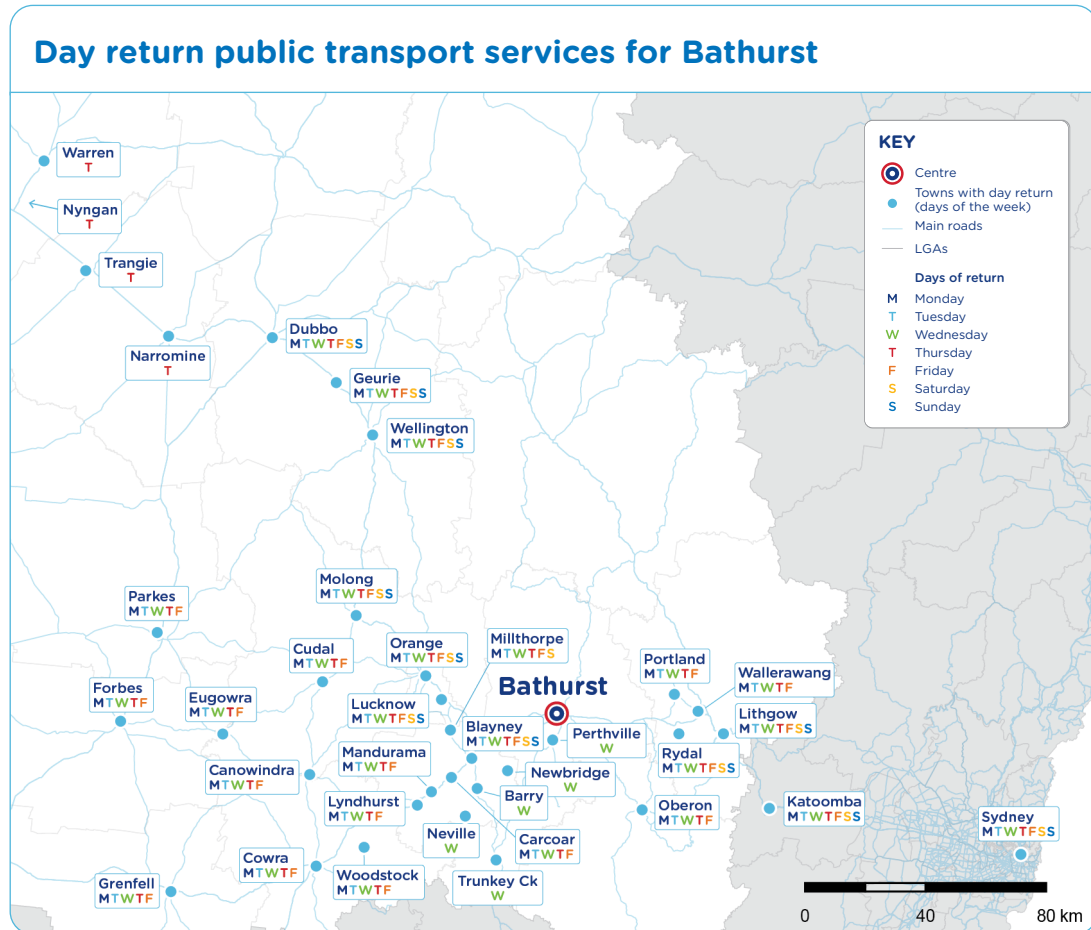 Day return public transport services for Bathurst
KEY
Centre
Towns with day return
(days of the week)
Main roads
LGAs
Days of return
M Monday
T Tuesday
W Wednesday
T Thursday
F Friday
S Saturday
S Sunday
Warren
T
Nyngan
T
Trangie
T
Narromine
T
Dubbo
MTWTFSS
Geurie
MTWTFSS
Wellington
MTWTFSS
Molong
MTWTFSS
Parkes
MTWTF
Cudal
MTWTF
Orange
MTWTFSS
Millthorpe
MTWTFS
Portland
MTWTF
Wallerawang
MTWTF
Bathurst
Forbes
MTWTF
Eugowra
MTWTF
Lucknow
MTWTFSS
Blayney
MTWTFSS
Perthville
W
Lithgow
MTWTFSS
Rydal
MTWTFSS
Canowindra
MTWTF
Mandurama
MTWTF
Newbridge
W
Lyndhurst
MTWTF
Barry
W
Oberon
MTWTF
Katoomba
MTWTFSS
Sydney
MTWTFSS
Neville
W
Carcoar
MTWTF
Cowra
MTWTF
Woodstock
MTWTF
Trunkey Ck
W
Grenfell
MTWTF
0 40 80 km